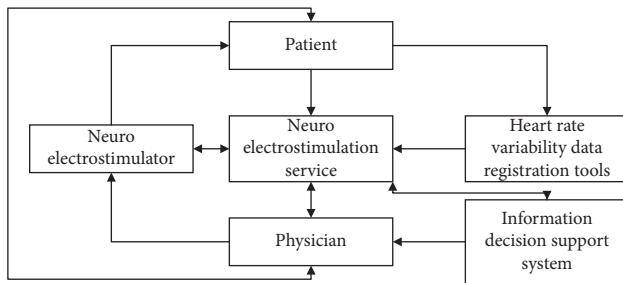 Patient
Neuro
electrostimulator
Neuro
electrostimulation
service
Heart rate
variability data
registration tools
Physician
Information
decision support
system